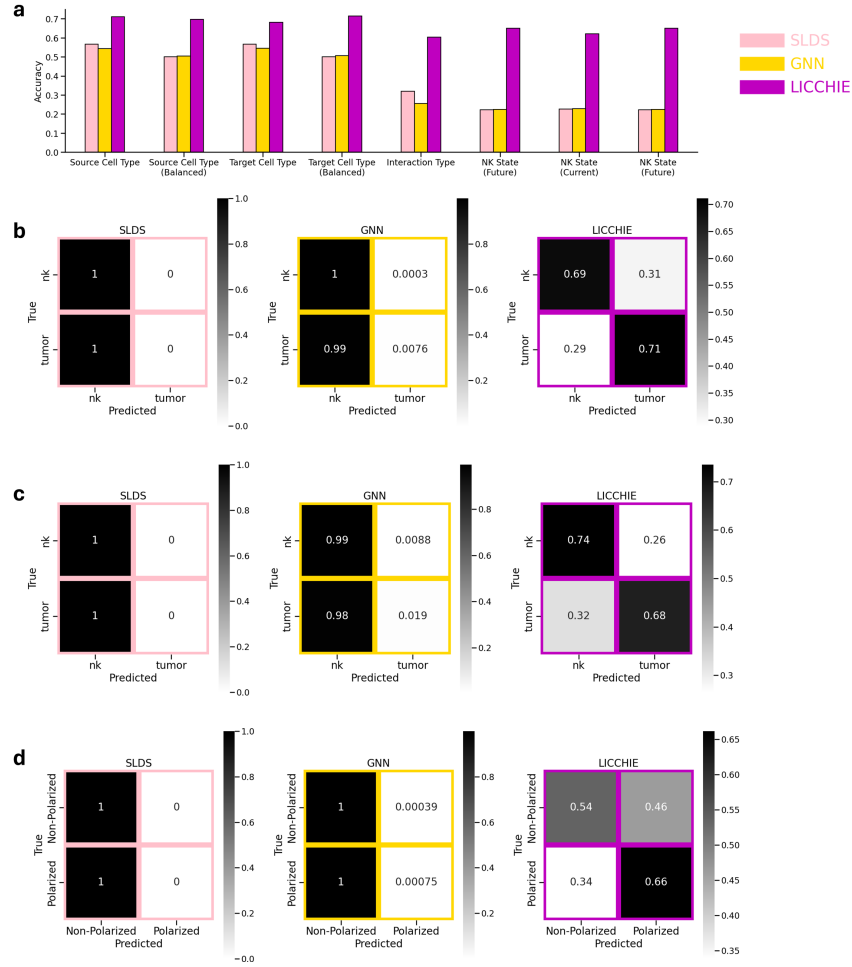 a
Accuracy
0.7
0.6
0.5
0.4
0.3
0.2
0.1
0.0
Source Cell Type
Source Cell Type
(Balanced)
Target Cell Type
Target Cell Type
(Balanced)
Interaction Type
NK State
(Future)
NK State
(Current)
NK State
(Future)
SLDS
GNN
LICCHIE
b
SLDS
True
nk
tumor
1
0
1
0
nk
tumor
Predicted
1.0
0.8
0.6
0.4
0.2
0.0
GNN
True
nk
tumor
1
0.0003
0.99
0.0076
nk
tumor
Predicted
0.8
0.6
0.4
0.2
LICCHIE
True
nk
tumor
0.69
0.31
0.29
0.71
nk
tumor
Predicted
0.70
0.65
0.60
0.55
0.50
0.45
0.40
0.35
0.30
c
SLDS
True
nk
tumor
1
0
1
0
nk
tumor
Predicted
1.0
0.8
0.6
0.4
0.2
0.0
GNN
True
nk
tumor
0.99
0.0088
0.98
0.019
nk
tumor
Predicted
0.8
0.6
0.4
0.2
LICCHIE
True
nk
tumor
0.74
0.26
0.32
0.68
nk
tumor
Predicted
0.7
0.6
0.5
0.4
0.3
d
SLDS
True
Non-Polarized
Polarized
1
0
1
0
Non-Polarized
Polarized
Predicted
1.0
0.8
0.6
0.4
0.2
0.0
GNN
True
Non-Polarized
Polarized
1
0.00039
1
0.00075
Non-Polarized
Polarized
Predicted
0.8
0.6
0.4
0.2
LICCHIE
True
Non-Polarized
Polarized
0.54
0.46
0.34
0.66
Non-Polarized
Polarized
Predicted
0.65
0.60
0.55
0.50
0.45
0.40
0.35